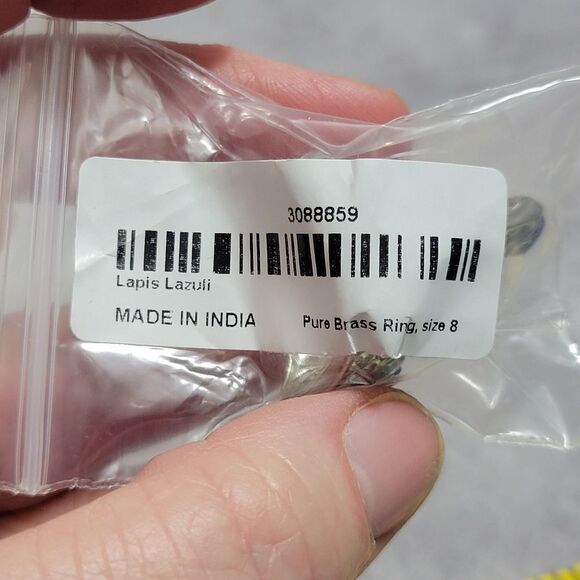 3088859
Lapis Lazuli
MADE IN INDIA Pure Brass Ring, size 8